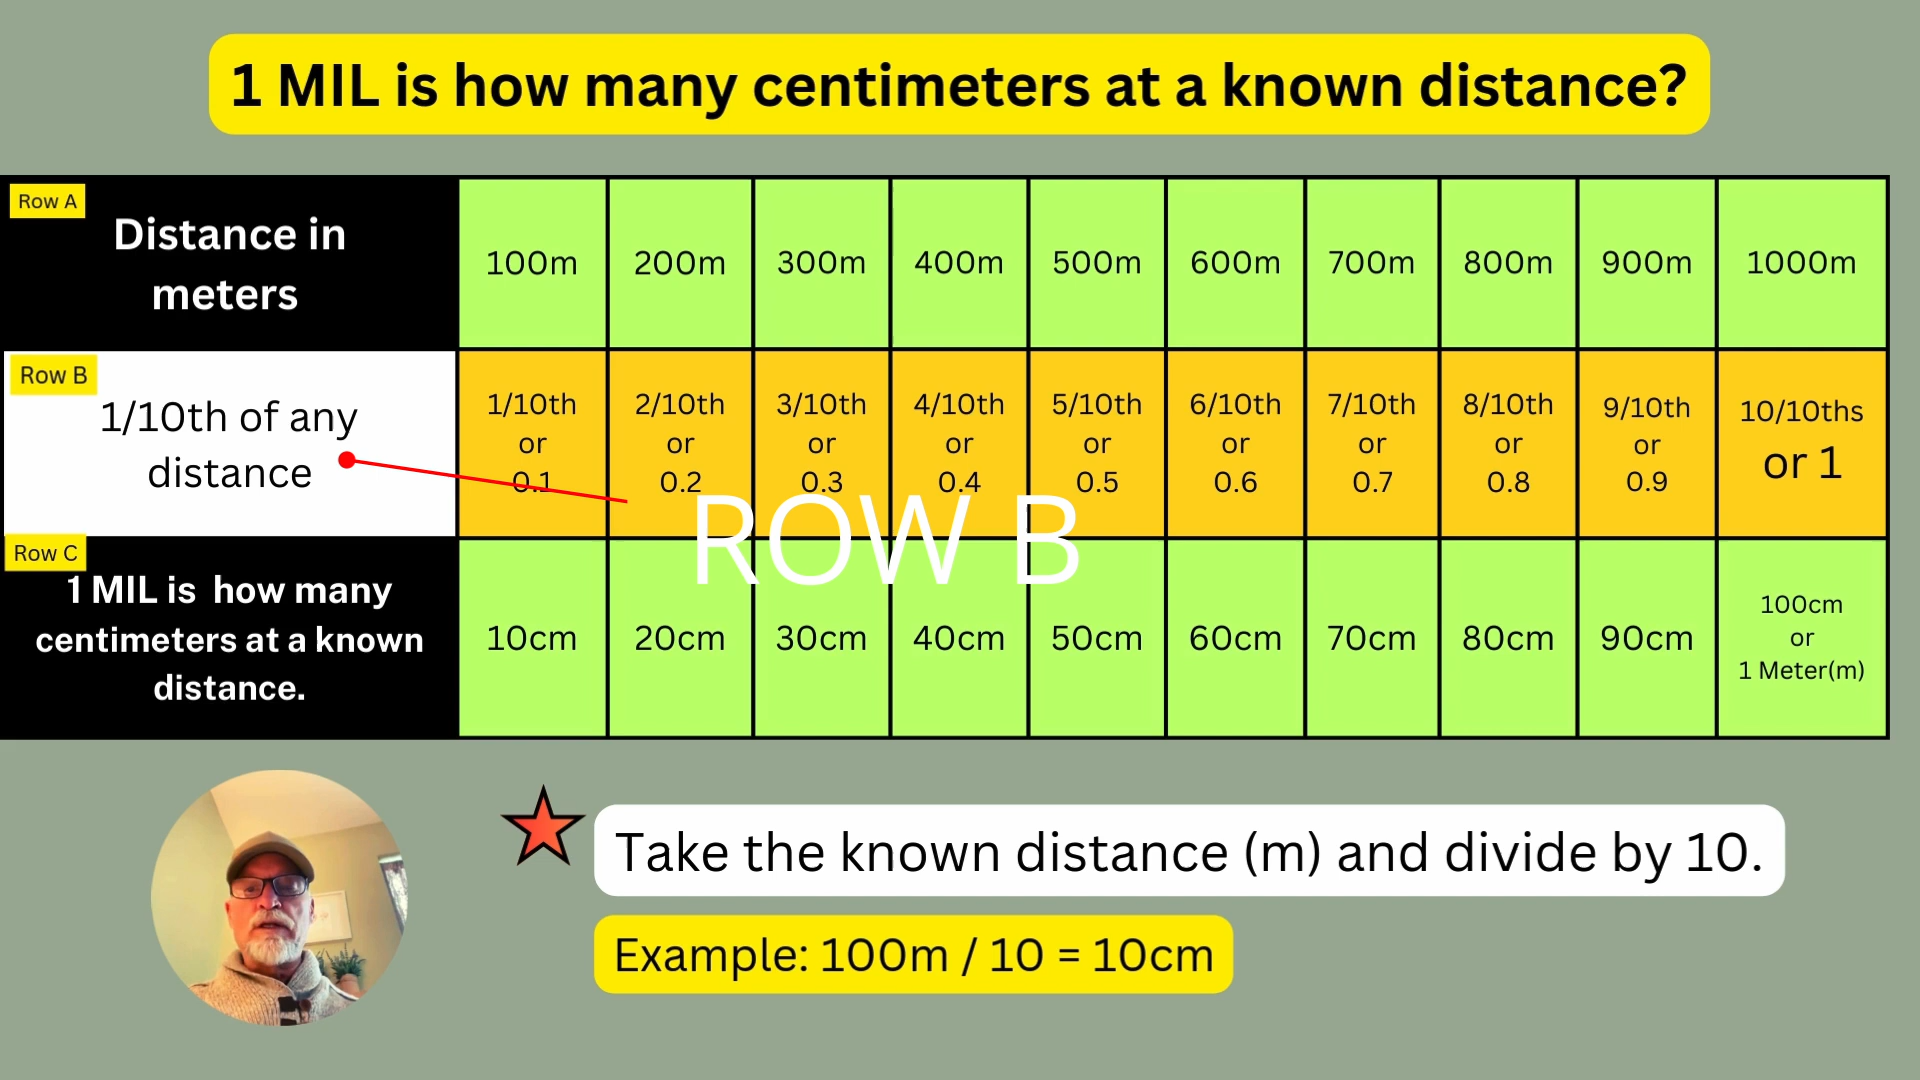 1 MIL is how many centimeters at a known distance?
Row A
Distance in
meters
100m
200m
300m
400m
500m
600m
700m
800m
900m
1000m
Row B
1/10th of any
distance
1/10th
or
0.1
2/10th
or
0.2
3/10th
or
0.3
4/10th
or
0.4
5/10th
or
0.5
6/10th
or
0.6
7/10th
or
0.7
8/10th
or
0.8
9/10th
or
0.9
10/10ths
or 1
ROW B
Row C
1 MIL is how many
centimeters at a known
distance.
10cm
20cm
30cm
40cm
50cm
60cm
70cm
80cm
90cm
100cm
or
1 Meter(m)
Take the known distance (m) and divide by 10.
Example: 100m / 10 = 10cm